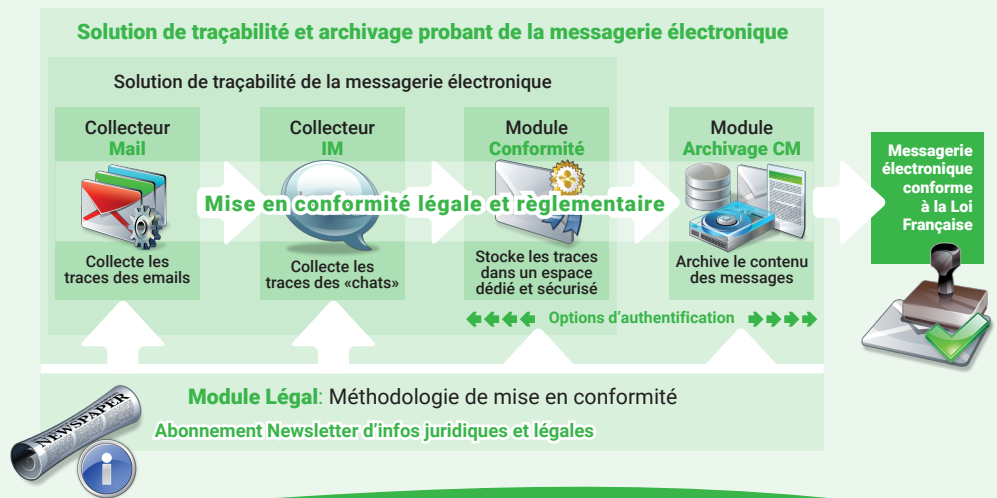 Solution de traçabilité et archivage probant de la messagerie électronique
Solution de traçabilité de la messagerie électronique
Collecteur
Mail
Collecteur
IM
Module
Conformité
Module
Archivage CM
Mise en conformité légale et règlementaire
Collecte les
traces des emails
Collecte les
traces des «chats»
Stocke les traces
dans un espace
dédié et sécurisé
Archive le contenu
des messages
Options d'authentification
Messagerie
électronique
conforme
à la Loi
Française
NEWSPAPER
Module Légal: Méthodologie de mise en conformité
Abonnement Newsletter d'infos juridiques et légales